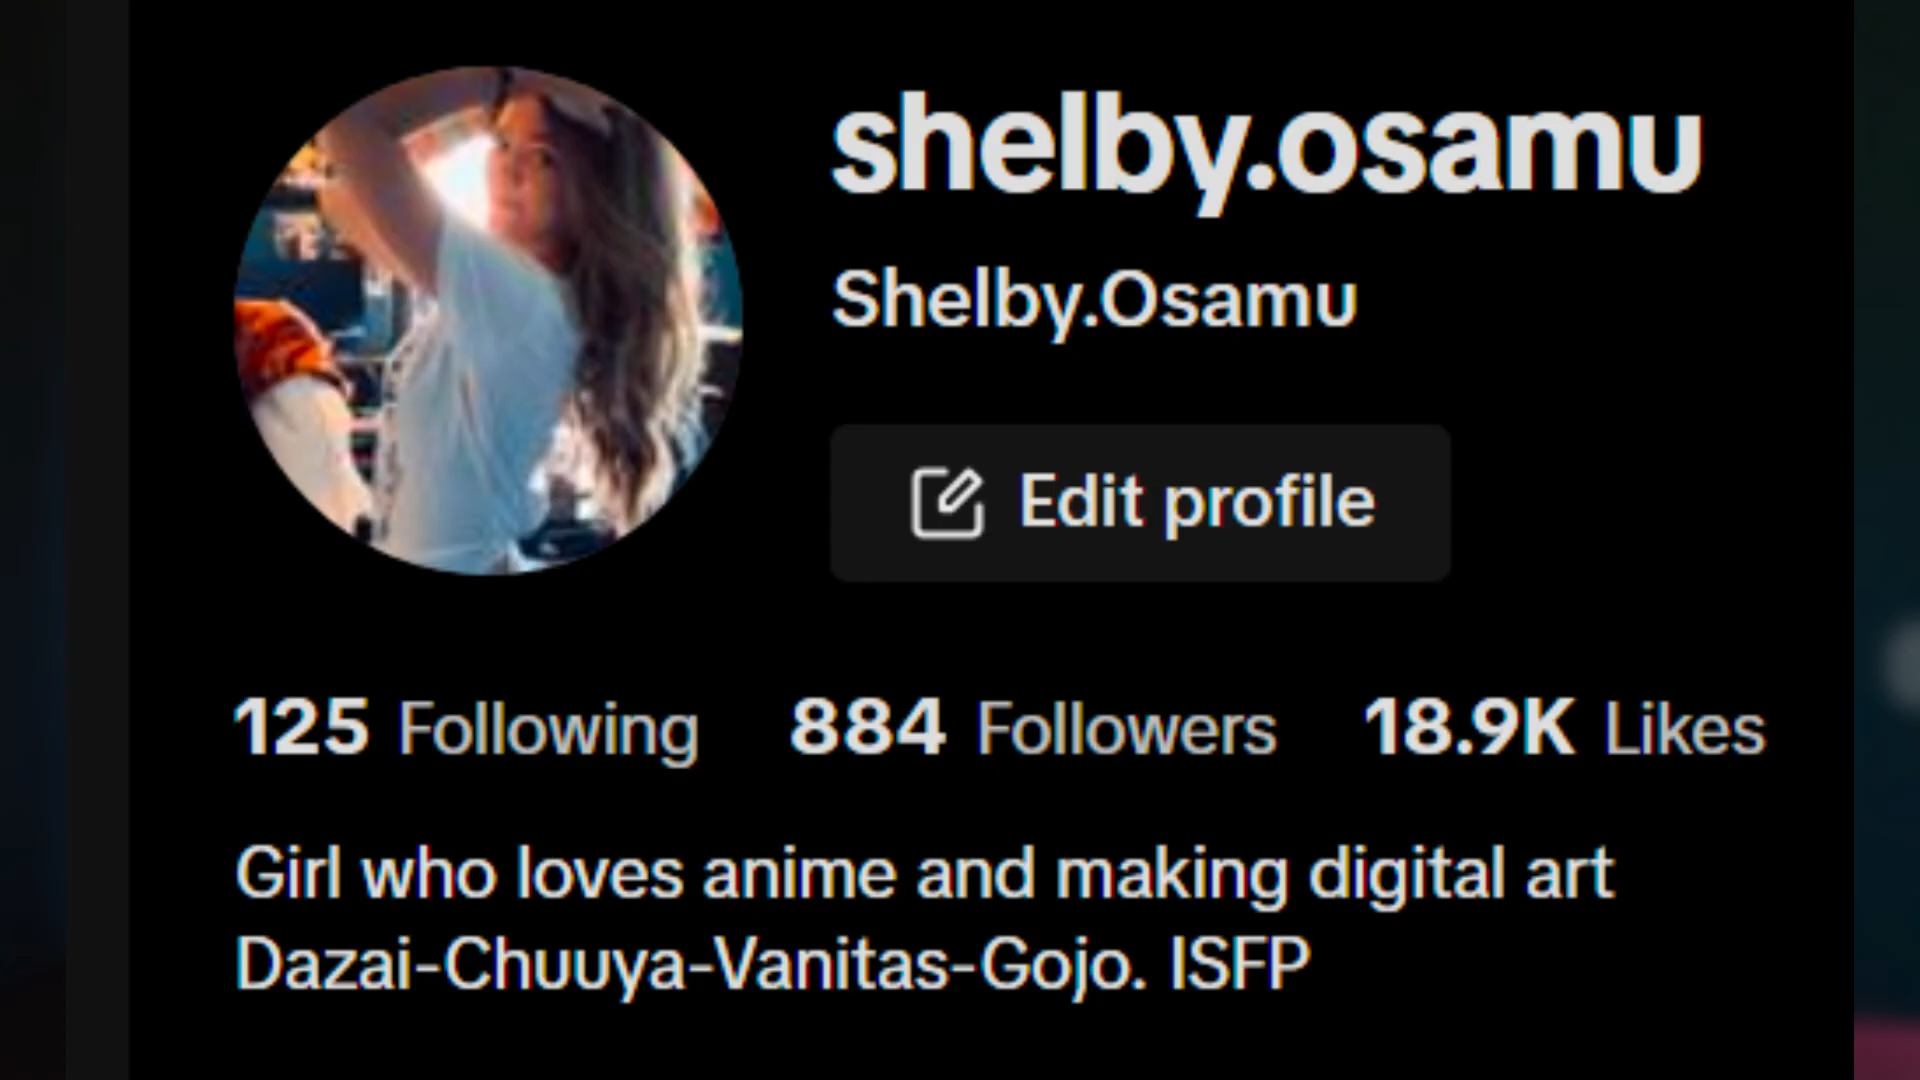 shelby.osamu
Shelby.Osamu
Edit profile
125 Following 884 Followers 18.9K Likes
Girl who loves anime and making digital art
Dazai-Chuuya-Vanitas-Gojo. ISFP